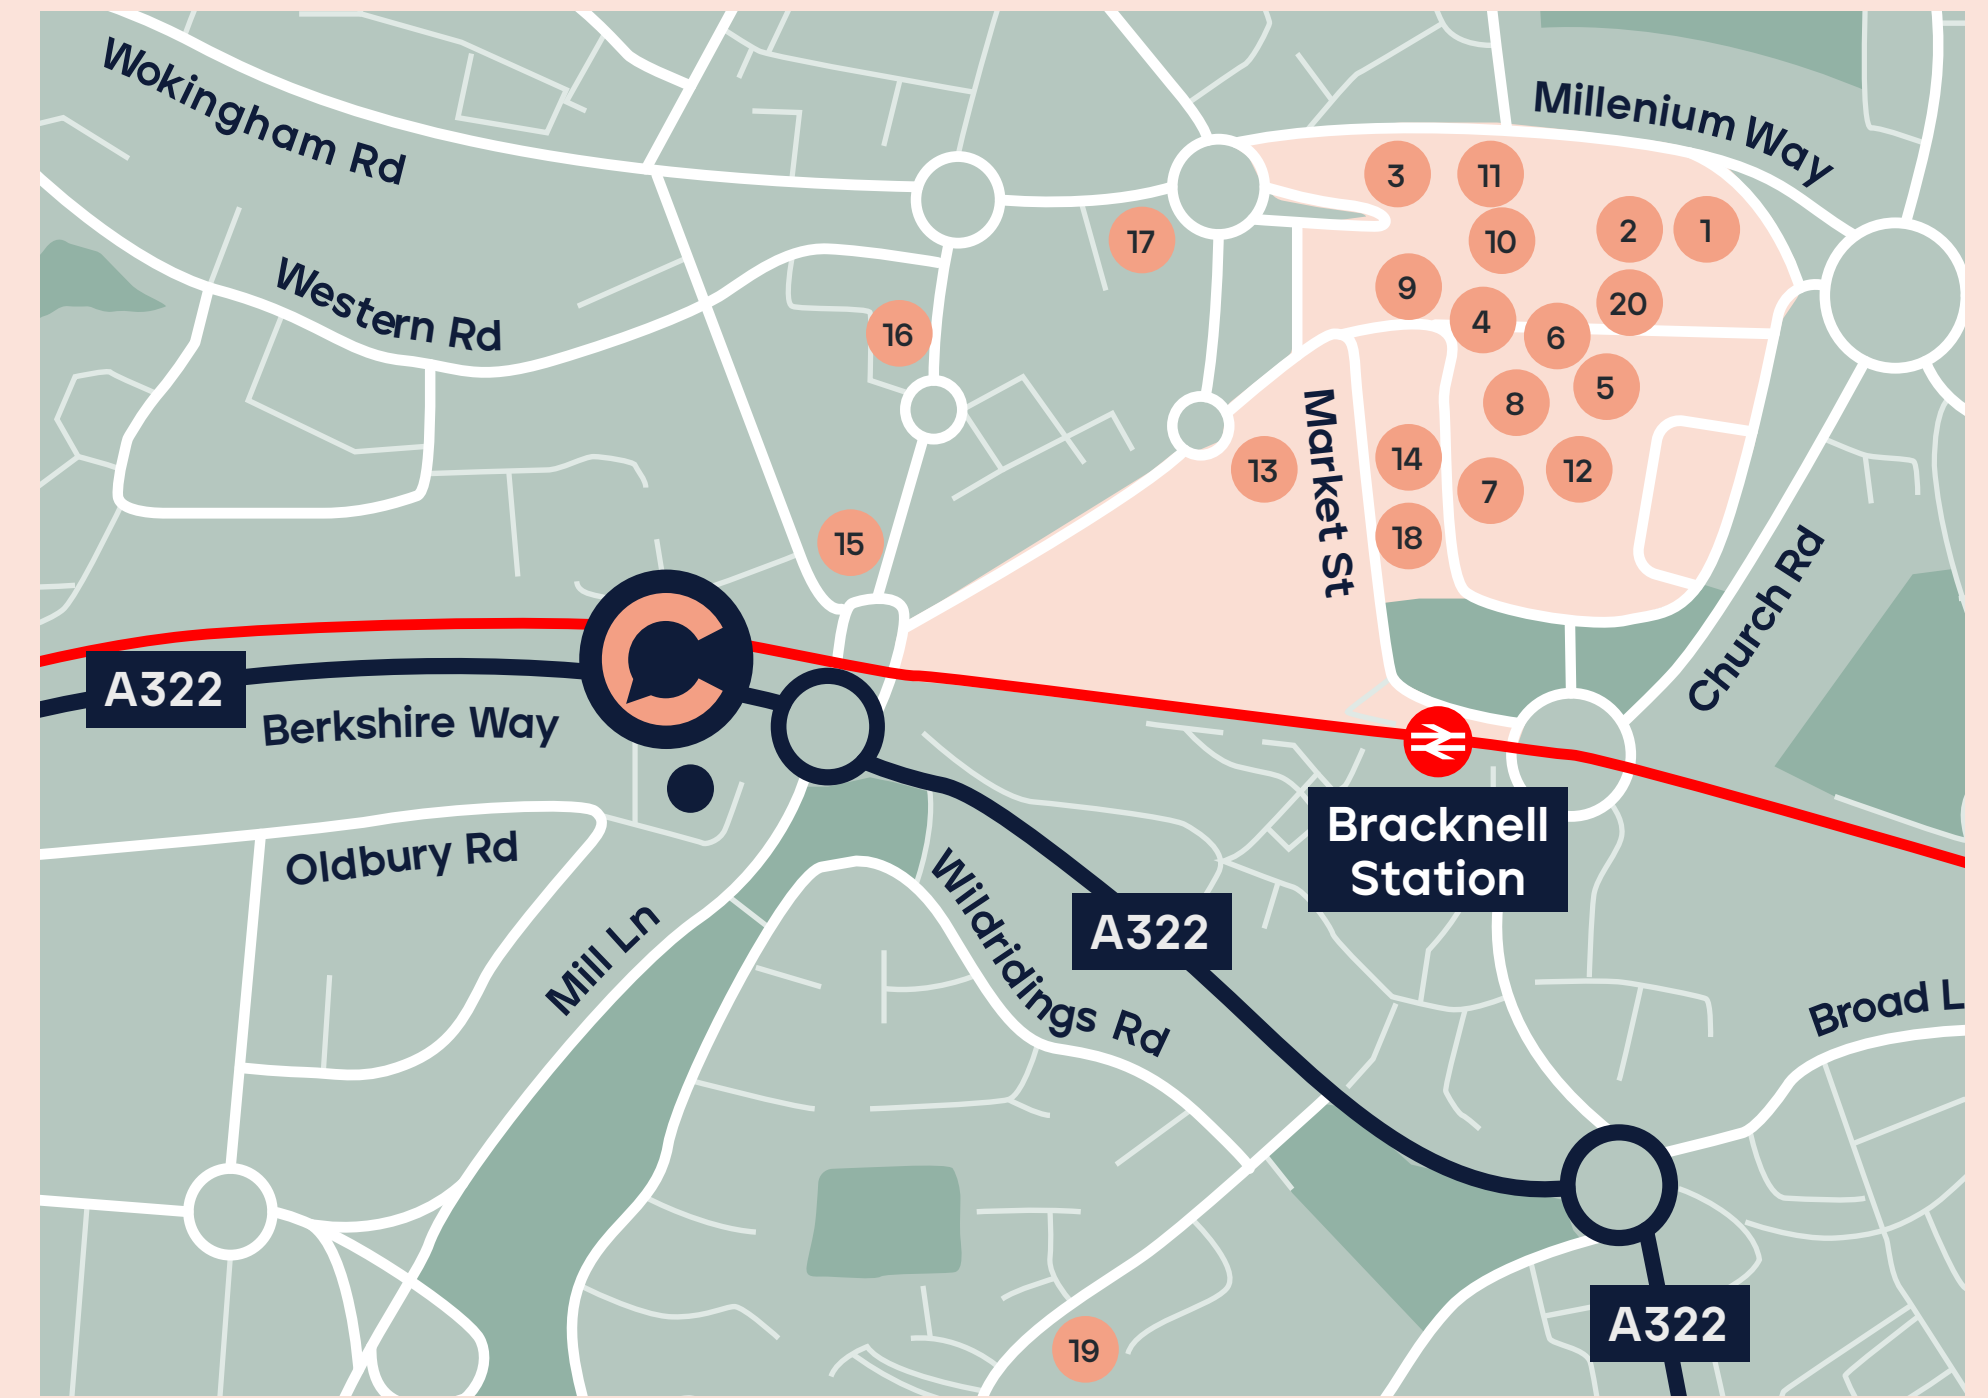 Wokingham Rd
Millenium Way
3
11
17
10
2
1
Western Rd
9
20
4
6
16
5
8
Market St
14
13
12
7
15
18
Church Rd
A322
Berkshire Way
Bracknell
Station
Oldbury Rd
Wildridings Rd
A322
Mill Ln
Broad L
19
A322